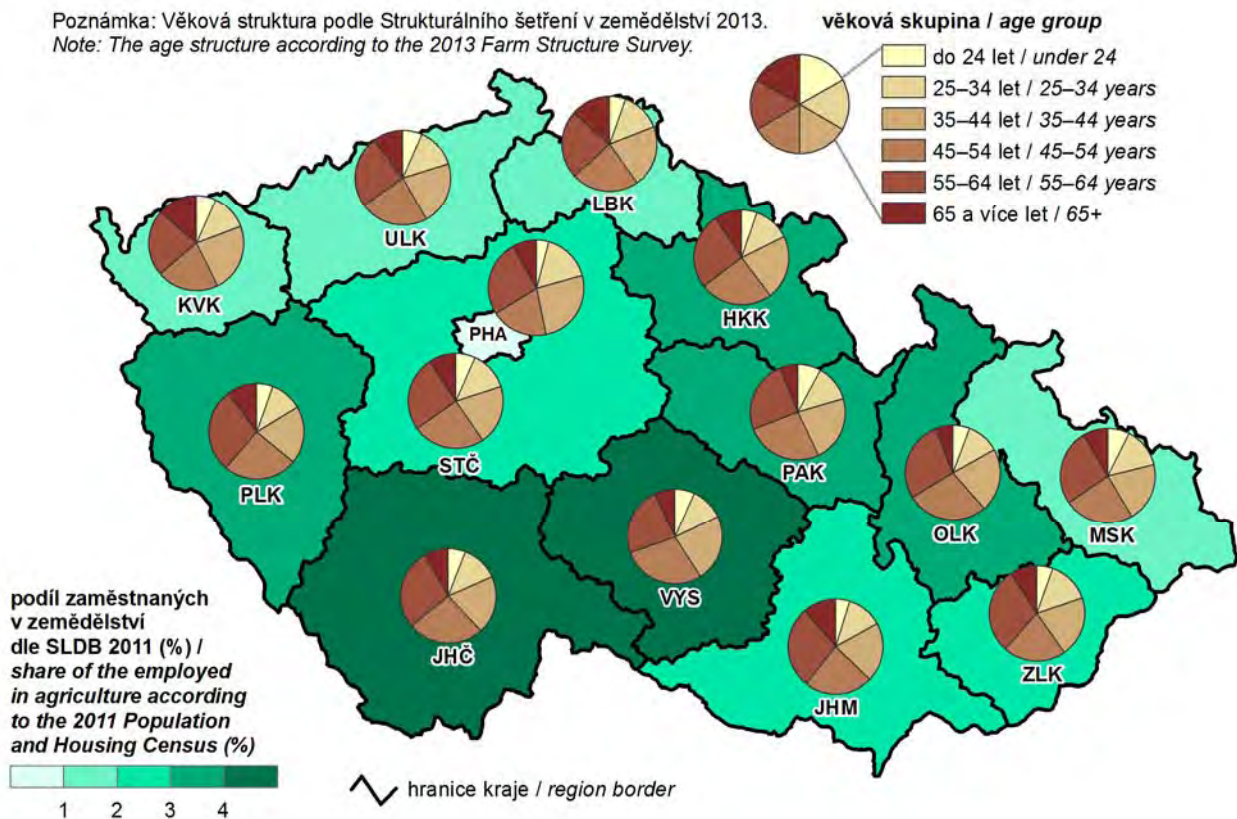 Poznámka: Věková struktura podle Strukturálního šetření v zemědělství 2013.
Note: The age structure according to the 2013 Farm Structure Survey.
věková skupina / age group
do 24 let / under 24
25–34 let / 25–34 years
35–44 let / 35–44 years
45–54 let / 45–54 years
55–64 let / 55–64 years
65 a více let / 65+
LBK
ULK
KVK
HKK
PHA
STČ
PAK
PLK
OLK
MSK
VYS
JHČ
ZLK
JHM
podíl zaměstnaných
v zemědělství
dle SLDB 2011 (%) /
share of the employed
in agriculture according
to the 2011 Population
and Housing Census (%)
1 2 3 4
hranice kraje / region border